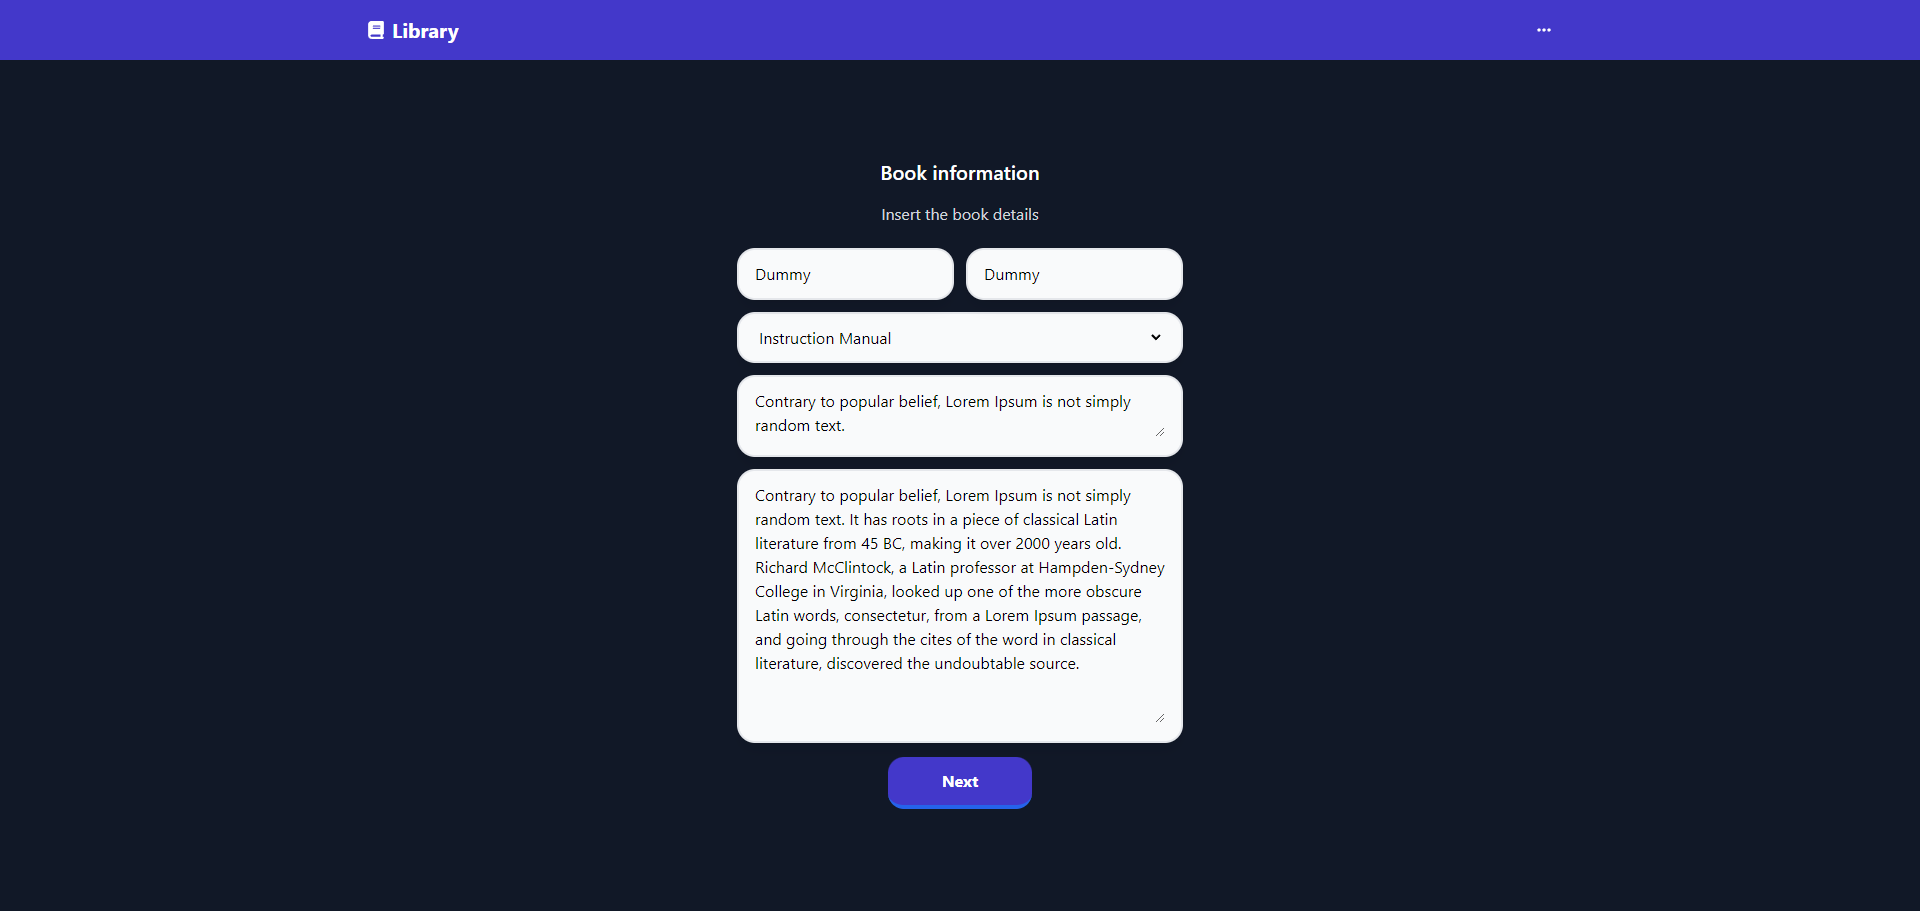 Library
Book information
Insert the book details
Dummy
Dummy
Instruction Manual
Contrary to popular belief, Lorem Ipsum is not simply
random text.
Contrary to popular belief, Lorem Ipsum is not simply
random text. It has roots in a piece of classical Latin
literature from 45 BC, making it over 2000 years old.
Richard McClintock, a Latin professor at Hampden-Sydney
College in Virginia, looked up one of the more obscure
Latin words, consectetur, from a Lorem Ipsum passage,
and going through the cites of the word in classical
literature, discovered the undoubtable source.
Next